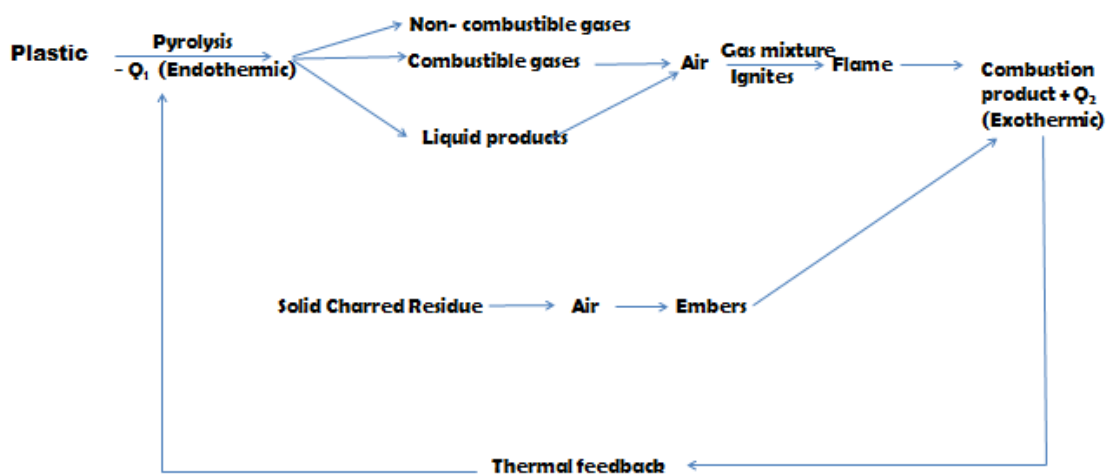 Plastic
Pyrolysis
- Q₁ (Endothermic)
Non- combustible gases
Combustible gases
Liquid products
Air
Gas mixture
Ignites
Flame
Combustion
product + Q₂
(Exothermic)
Solid Charred Residue
Air
Embers
Thermal feedback